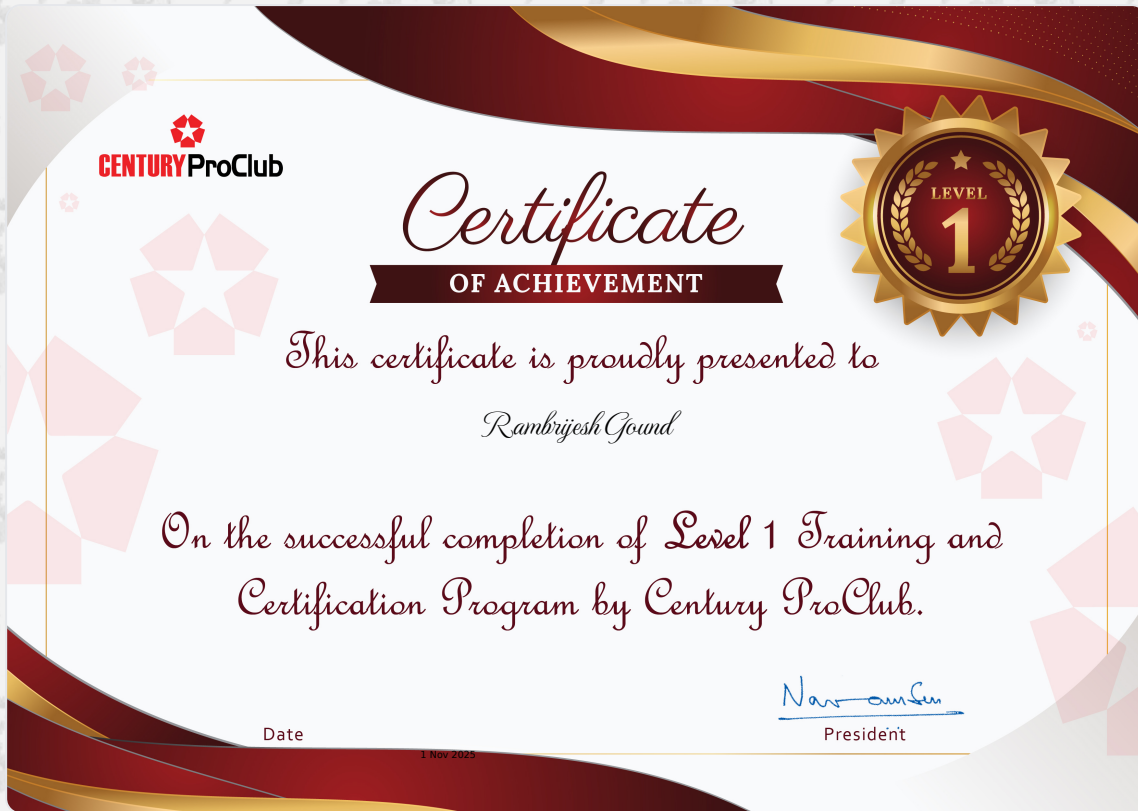 CENTURY ProClub
LEVEL
1
Certificate
OF ACHIEVEMENT
This certificate is proudly presented to
Rambrijesh Gound
On the successful completion of Level 1 Training and
Certification Program by Century ProClub.
Date
President
1 Nov 2025